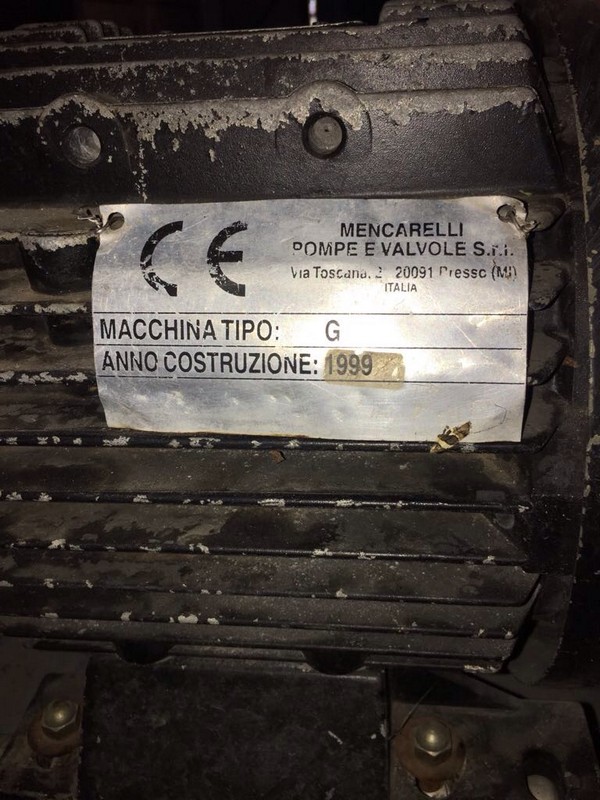 CE
MENCARELLI
POMPE E VALVOLE S.r.l.
Via Toscana, 2 20091 Bresso (MI)
ITALIA
MACCHINA TIPO: G
ANNO COSTRUZIONE: 1999